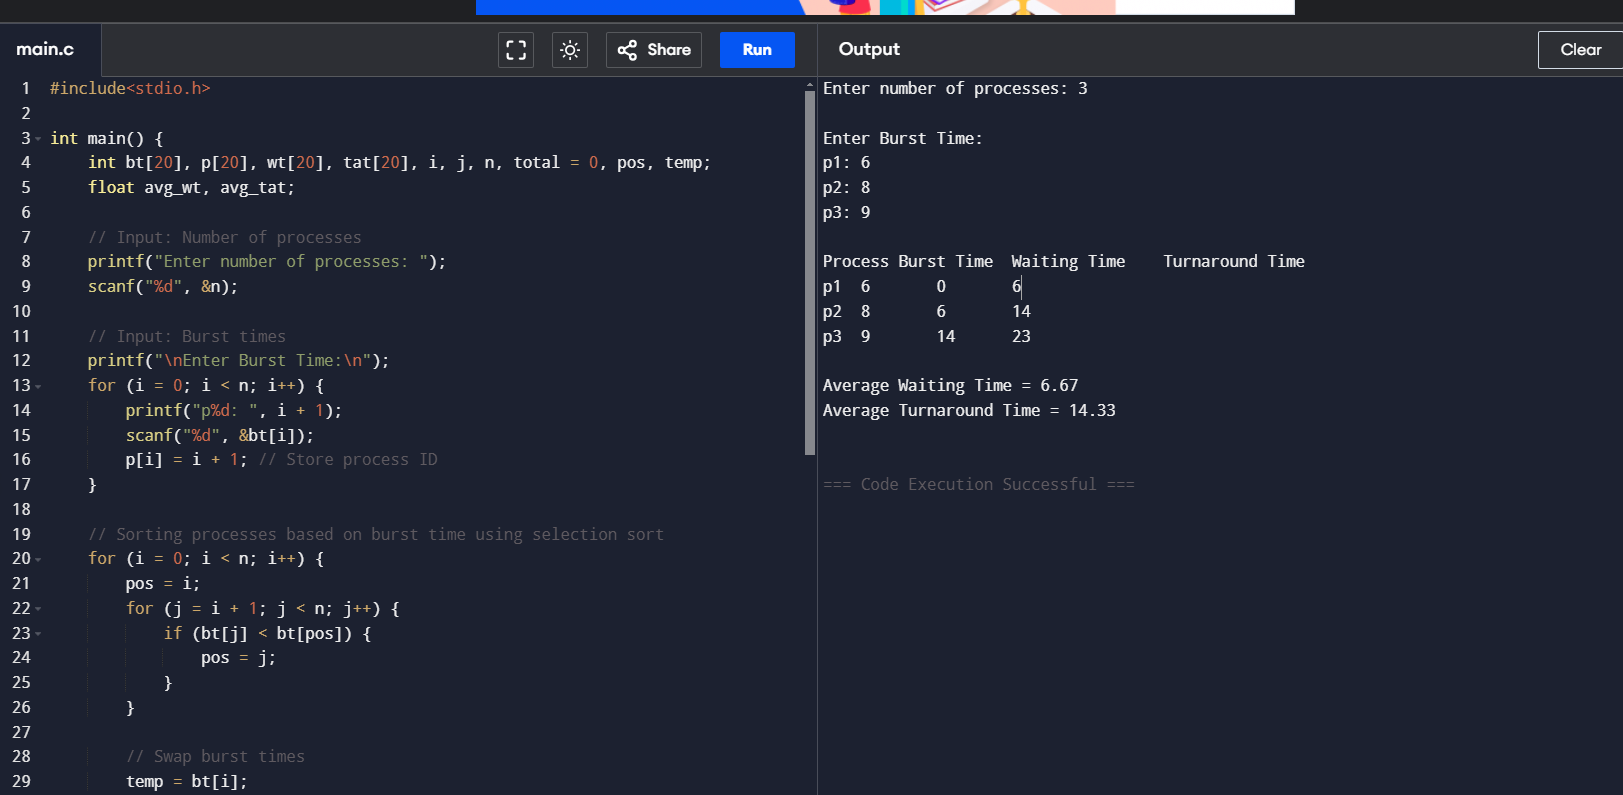 main.c
Share
Run
Output
Clear
1 #include<stdio.h>
2
3 int main() {
4     int bt[20], p[20], wt[20], tat[20], i, j, n, total = 0, pos, temp;
5     float avg_wt, avg_tat;
6
7     // Input: Number of processes
8     printf("Enter number of processes: ");
9     scanf("%d", &n);
10
11     // Input: Burst times
12     printf("\nEnter Burst Time:\n");
13     for (i = 0; i < n; i++) {
14         printf("p%d: ", i + 1);
15         scanf("%d", &bt[i]);
16         p[i] = i + 1; // Store process ID
17     }
18
19     // Sorting processes based on burst time using selection sort
20     for (i = 0; i < n; i++) {
21         pos = i;
22         for (j = i + 1; j < n; j++) {
23             if (bt[j] < bt[pos]) {
24                 pos = j;
25             }
26         }
27
28         // Swap burst times
29         temp = bt[i];
Enter number of processes: 3

Enter Burst Time:
p1: 6
p2: 8
p3: 9

Process Burst Time  Waiting Time    Turnaround Time
p1  6       0       6
p2  8       6       14
p3  9       14      23

Average Waiting Time = 6.67
Average Turnaround Time = 14.33

=== Code Execution Successful ===